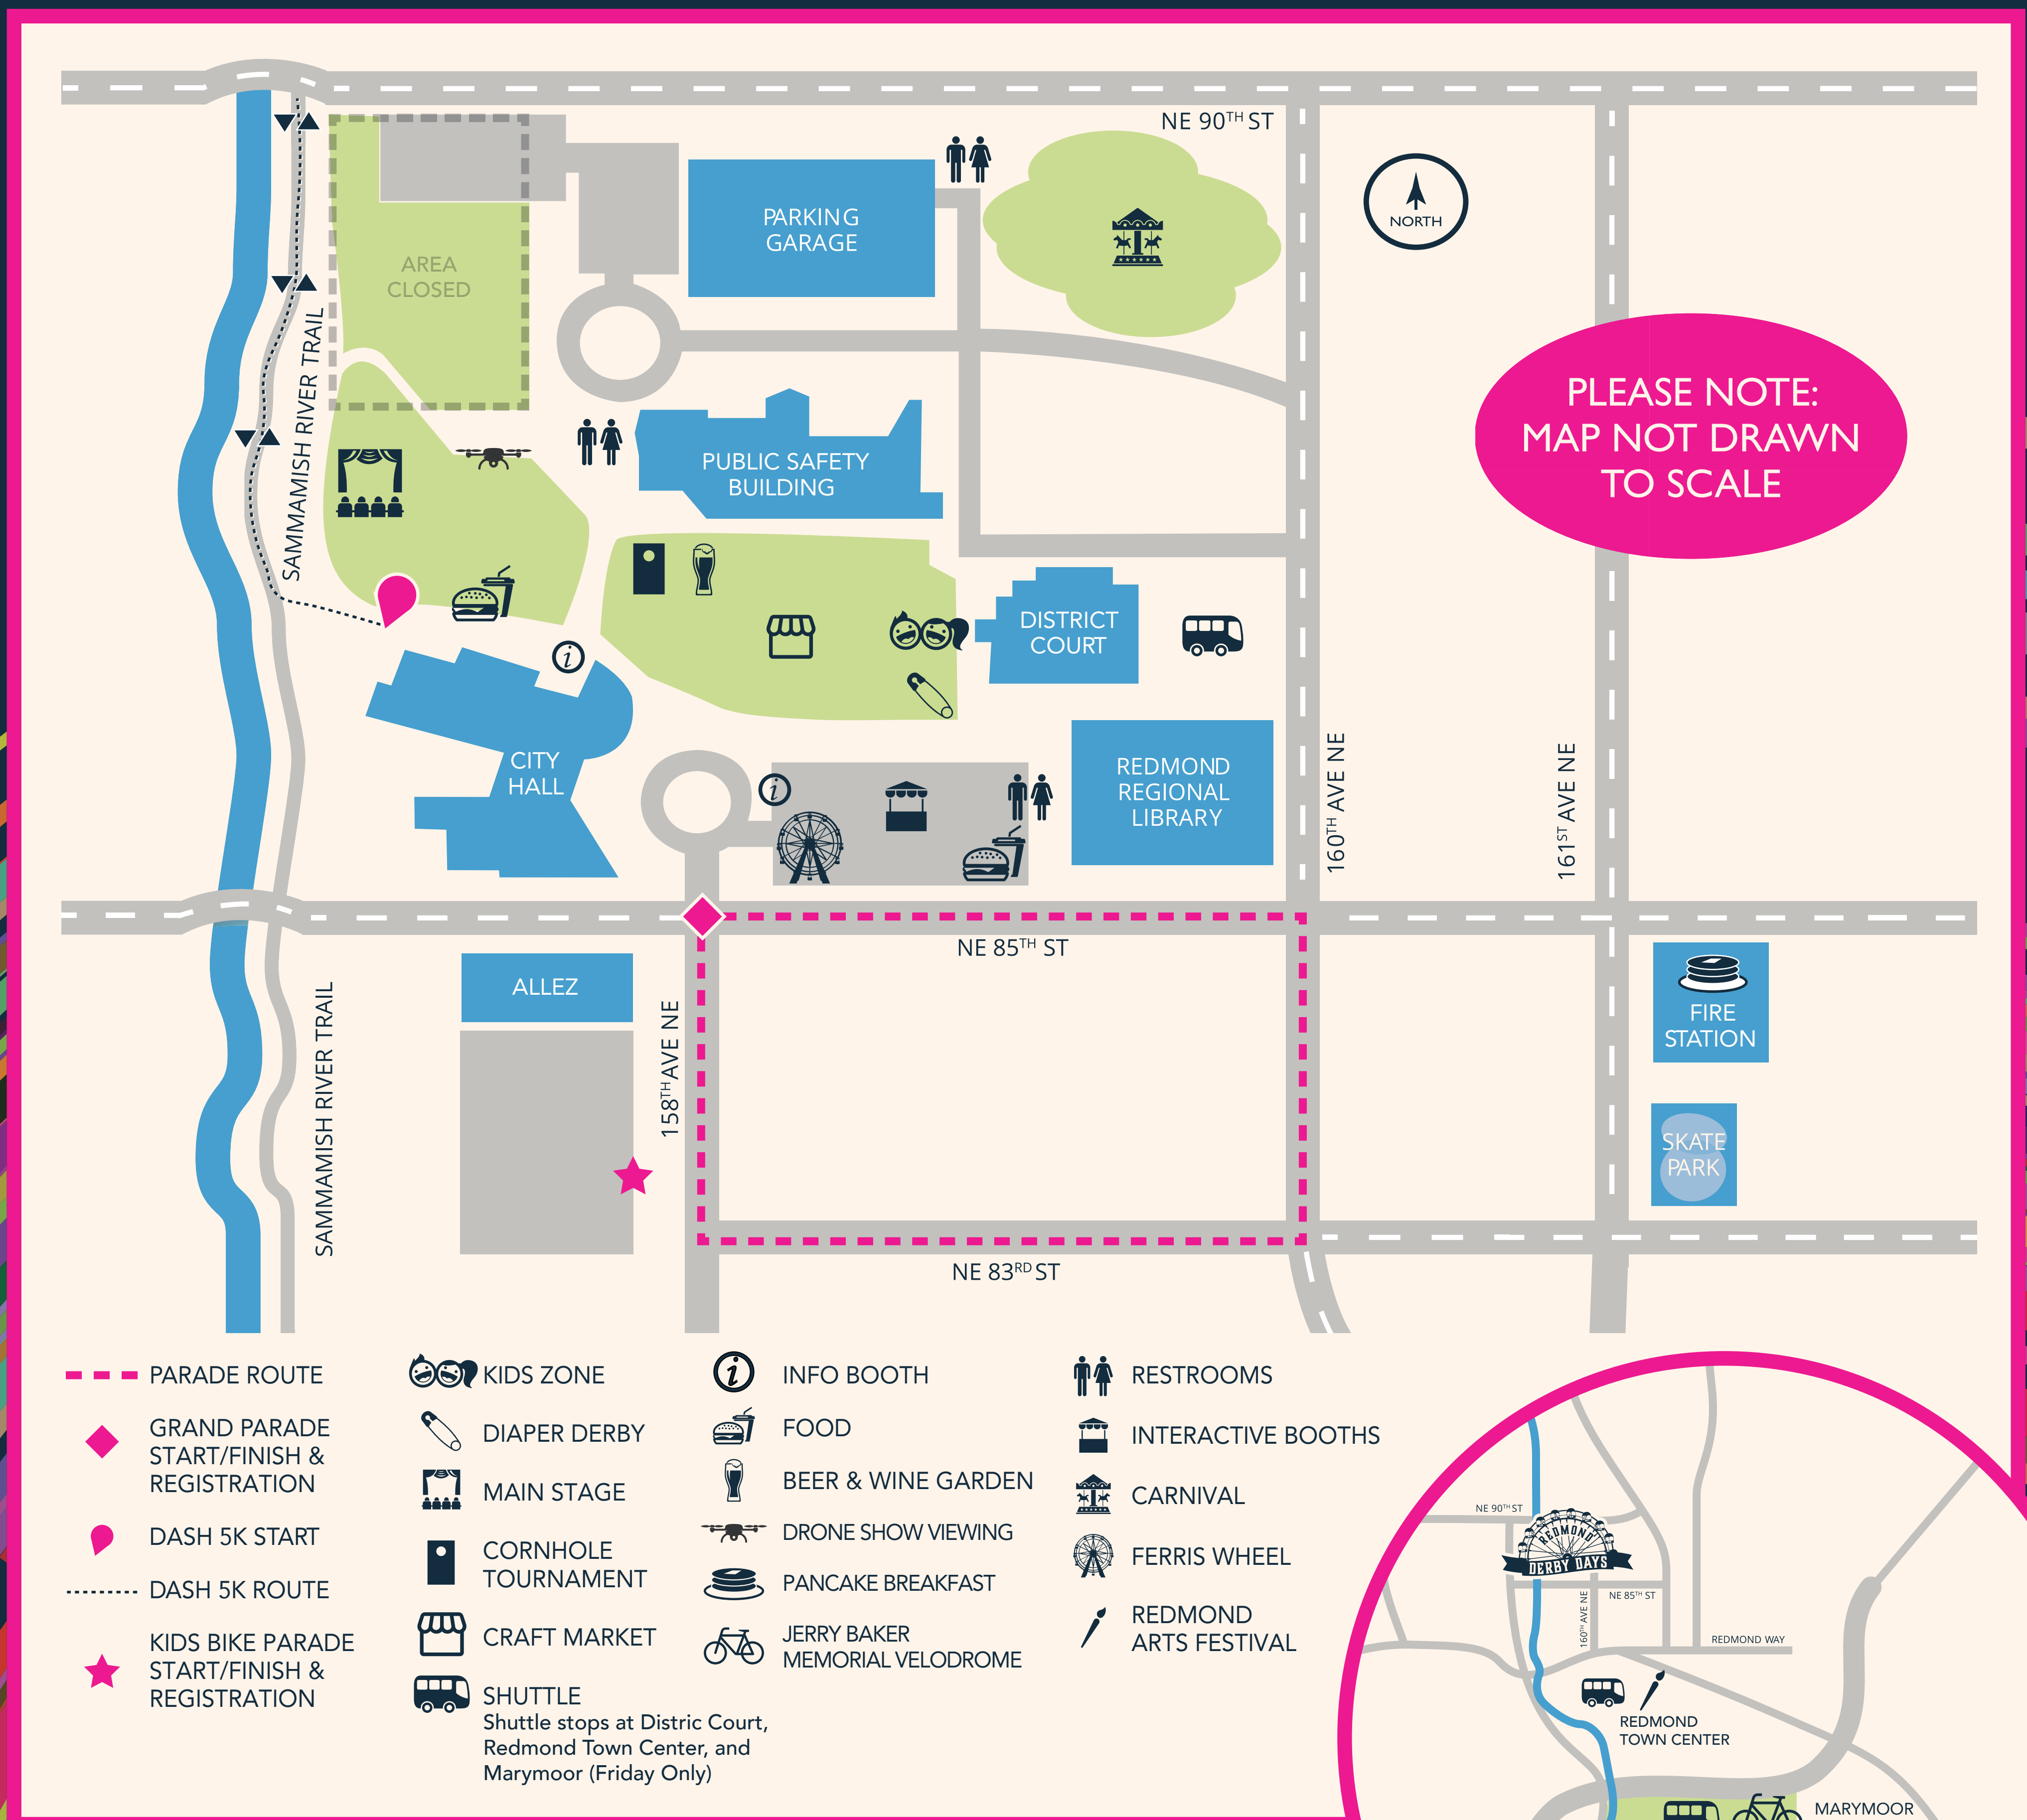 NE 90TH ST
NORTH
PARKING
GARAGE
AREA
CLOSED
SAMMAMISH RIVER TRAIL
PLEASE NOTE:
MAP NOT DRAWN
TO SCALE
PUBLIC SAFETY
BUILDING
DISTRICT
COURT
i
CITY
HALL
i
REDMOND
REGIONAL
LIBRARY
160TH AVE NE
161ST AVE NE
NE 85TH ST
ALLEZ
158TH AVE NE
SAMMAMISH RIVER TRAIL
FIRE
STATION
SKATE
PARK
NE 83RD ST
PARADE ROUTE
GRAND PARADE
START/FINISH &
REGISTRATION
DASH 5K START
DASH 5K ROUTE
KIDS BIKE PARADE
START/FINISH &
REGISTRATION
KIDS ZONE
DIAPER DERBY
MAIN STAGE
CORNHOLE
TOURNAMENT
CRAFT MARKET
SHUTTLE
Shuttle stops at Distric Court,
Redmond Town Center, and
Marymoor (Friday Only)
i
INFO BOOTH
FOOD
BEER & WINE GARDEN
DRONE SHOW VIEWING
PANCAKE BREAKFAST
JERRY BAKER
MEMORIAL VELODROME
RESTROOMS
INTERACTIVE BOOTHS
CARNIVAL
FERRIS WHEEL
REDMOND
ARTS FESTIVAL
NE 90TH ST
REDMOND
DERBY DAYS
NE 85TH ST
160TH AVE NE
REDMOND WAY
REDMOND
TOWN CENTER
MARYMOOR